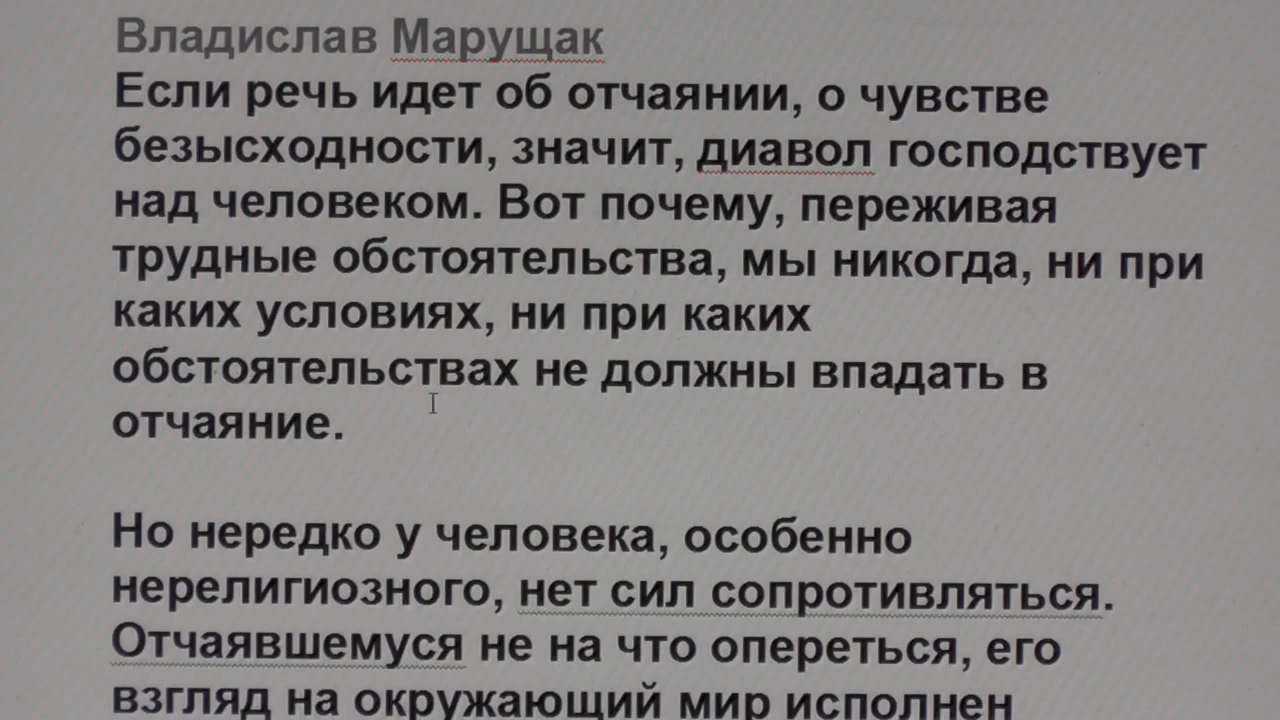 Владислав Марущак
Если речь идет об отчаянии, о чувстве
безысходности, значит, диавол господствует
над человеком. Вот почему, переживая
трудные обстоятельства, мы никогда, ни при
каких условиях, ни при каких
обстоятельствах не должны впадать в
отчаяние.
Но нередко у человека, особенно
нерелигиозного, нет сил сопротивляться.
Отчаявшемуся не на что опереться, его
взгляд на окружающий мир исполнен